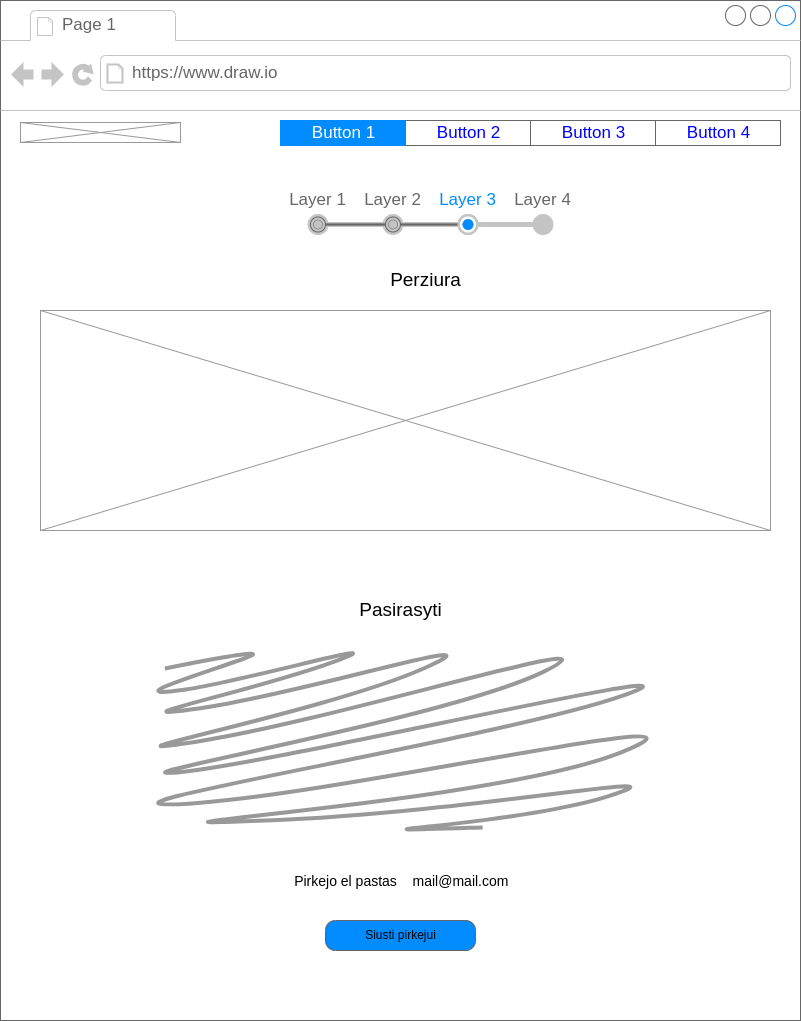 Page 1
https://www.draw.io
Button 1 Button 2 Button 3 Button 4
Layer 1 Layer 2 Layer 3 Layer 4
Perziura
Pasirasyti
Pirkejo el pastas mail@mail.com
Siusti pirkejui